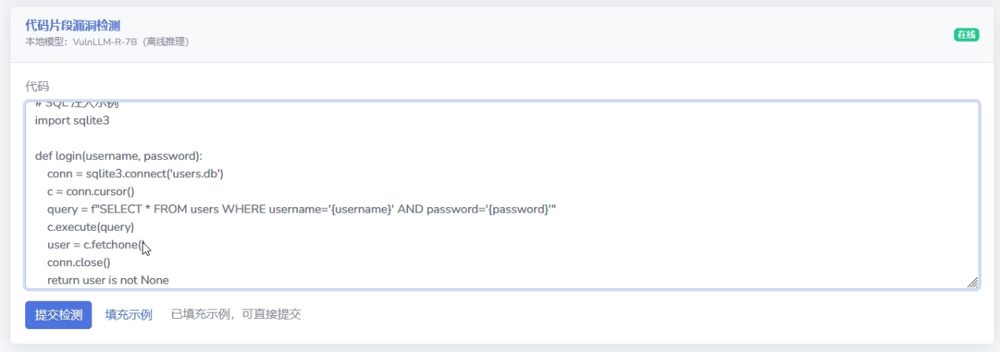 代码片段漏洞检测
本地模型：VulnLLM-R-7B（离线推理）
在线
代码
# SQL 注入示例
import sqlite3
def login(username, password):
conn = sqlite3.connect('users.db')
c = conn.cursor()
query = f"SELECT * FROM users WHERE username='{username}' AND password='{password}'"
c.execute(query)
user = c.fetchone()
conn.close()
return user is not None
提交检测 填充示例 已填充示例，可直接提交